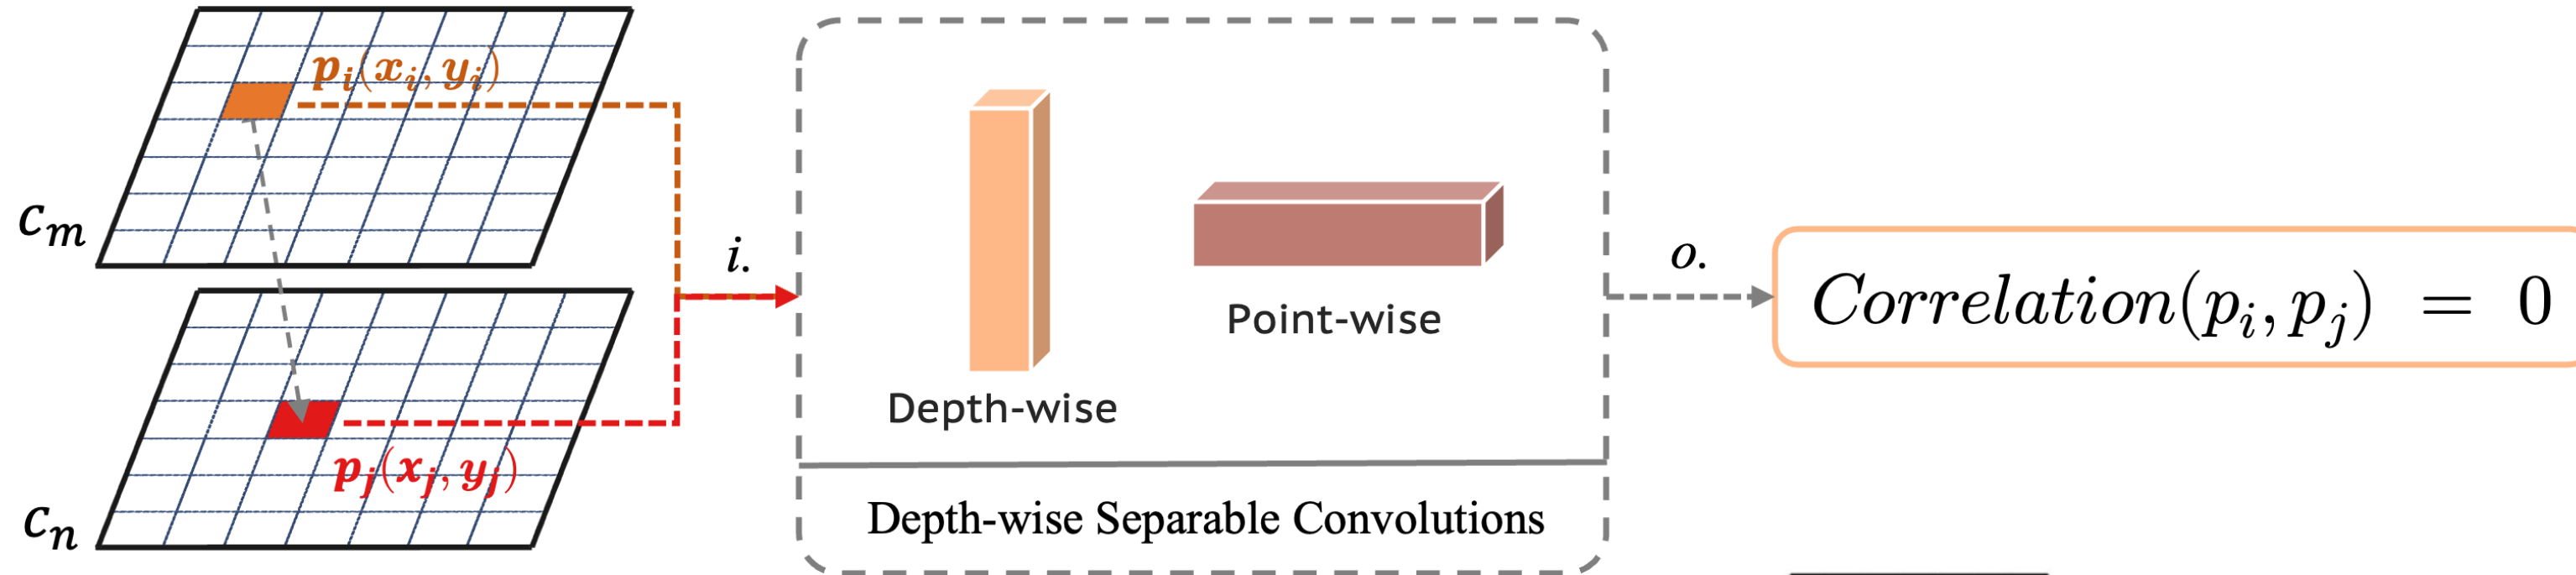 p_i(x_i, y_i)
c_m
p_j(x_j, y_j)
c_n
i.
Depth-wise
Point-wise
Depth-wise Separable Convolutions
o.
Correlation(p_i, p_j) = 0